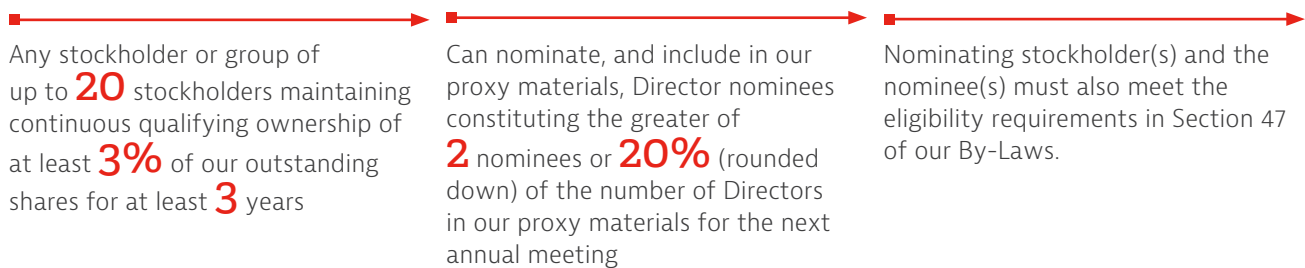 Any stockholder or group of
up to 20 stockholders maintaining
continuous qualifying ownership of
at least 3% of our outstanding
shares for at least 3 years
Can nominate, and include in our
proxy materials, Director nominees
constituting the greater of
2 nominees or 20% (rounded
down) of the number of Directors
in our proxy materials for the next
annual meeting
Nominating stockholder(s) and the
nominee(s) must also meet the
eligibility requirements in Section 47
of our By-Laws.